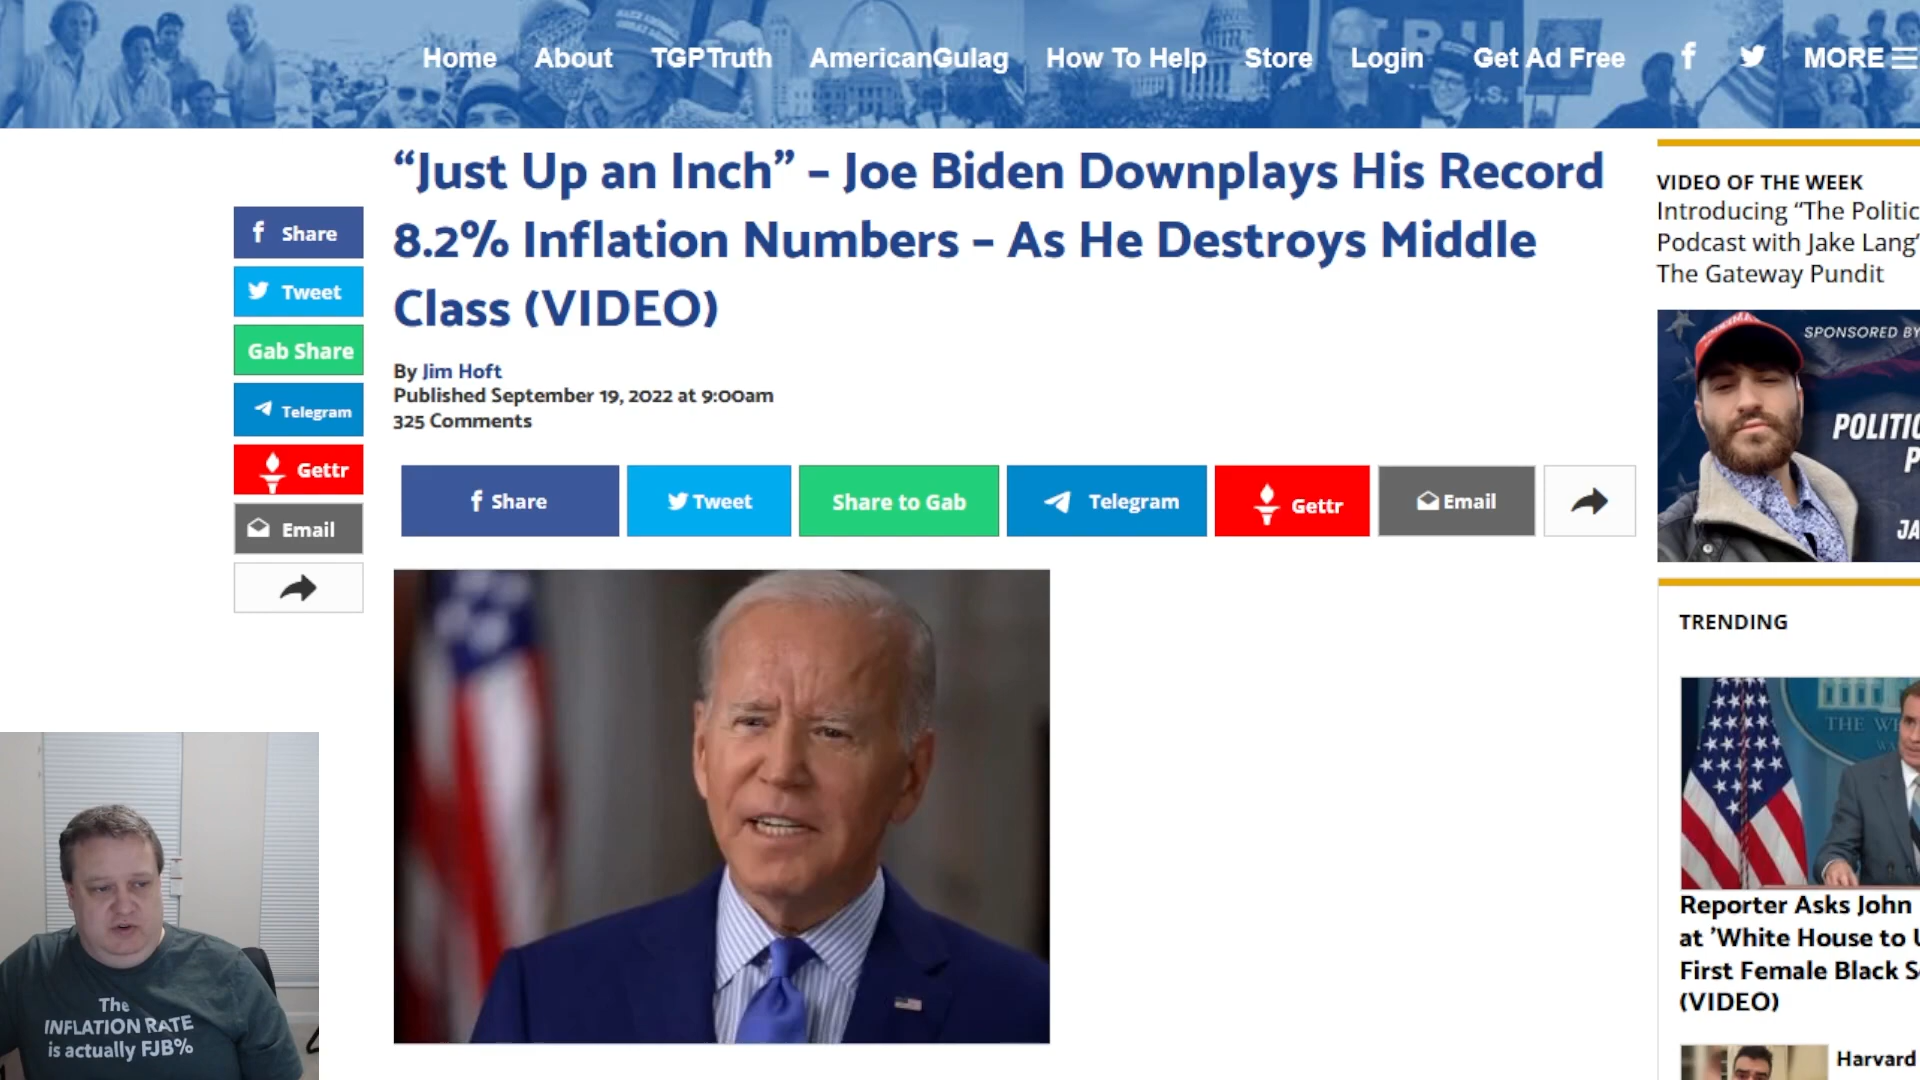 Home About TGPTruth AmericanGulag How To Help Store Login Get Ad Free MORE
“Just Up an Inch” – Joe Biden Downplays His Record
8.2% Inflation Numbers – As He Destroys Middle
Class (VIDEO)
By Jim Hoft
Published September 19, 2022 at 9:00am
325 Comments
Share
Tweet
Gab Share
Telegram
Gettr
Email
Share Tweet Share to Gab Telegram Gettr Email
VIDEO OF THE WEEK
Introducing “The Politic
Podcast with Jake Lang”
The Gateway Pundit
SPONSORED BY
POLITIC
P
JA
TRENDING
THE W
Reporter Asks John
at 'White House to U
First Female Black S
(VIDEO)
Harvard
The
INFLATION RATE
is actually FJB%